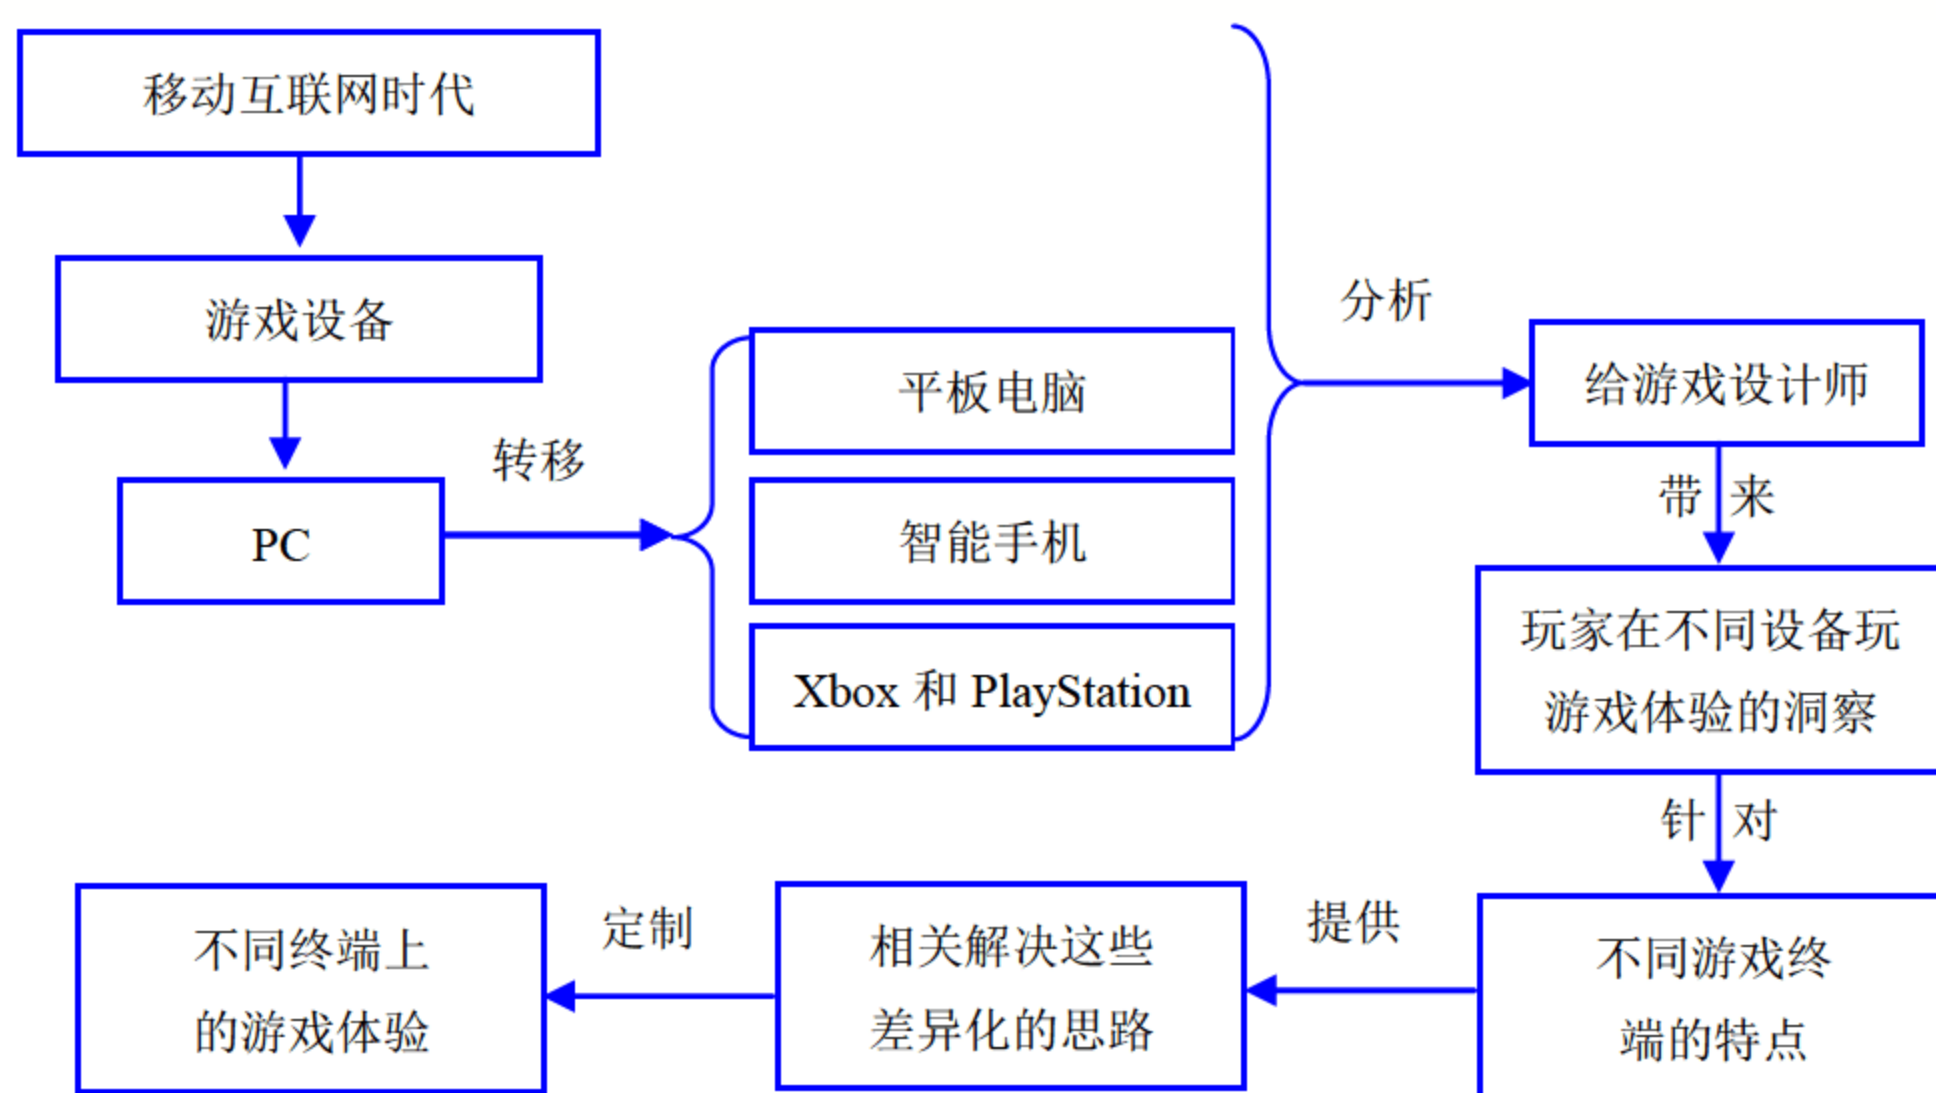 移动互联网时代
游戏设备
PC
转移
平板电脑
智能手机
Xbox 和 PlayStation
分析
给游戏设计师
带来
玩家在不同设备玩
游戏体验的洞察
针对
不同游戏终
端的特点
提供
相关解决这些
差异化的思路
定制
不同终端上
的游戏体验